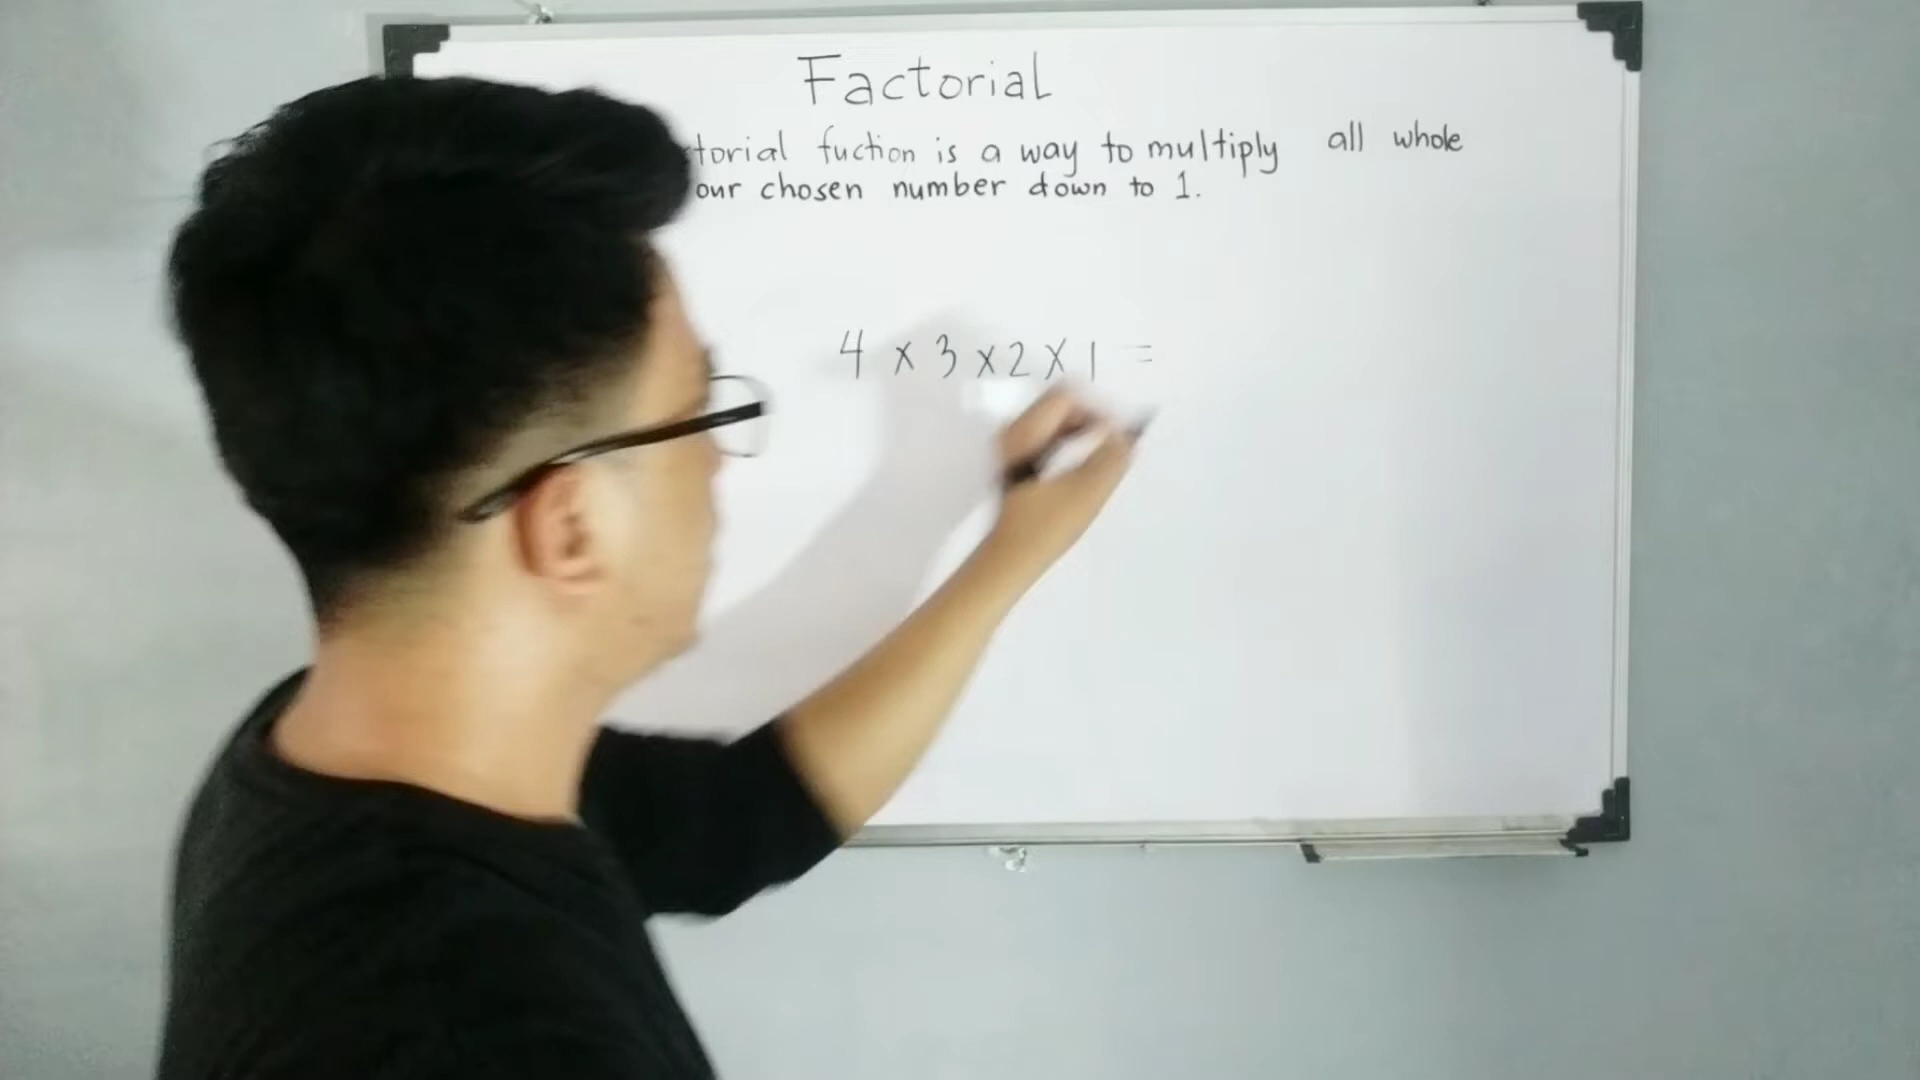 Factorial
torial fuction is a way to multiply all whole
our chosen number down to 1.
4 x 3 x 2 x 1 =